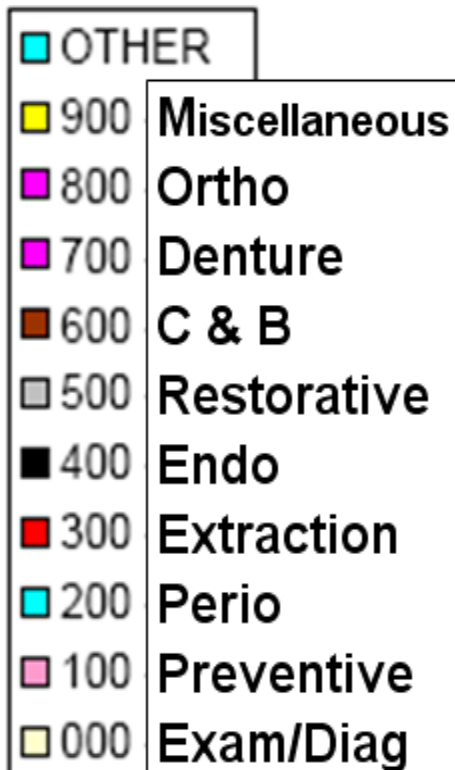 OTHER
900 Miscellaneous
800 Ortho
700 Denture
600 C & B
500 Restorative
400 Endo
300 Extraction
200 Perio
100 Preventive
000 Exam/Diag